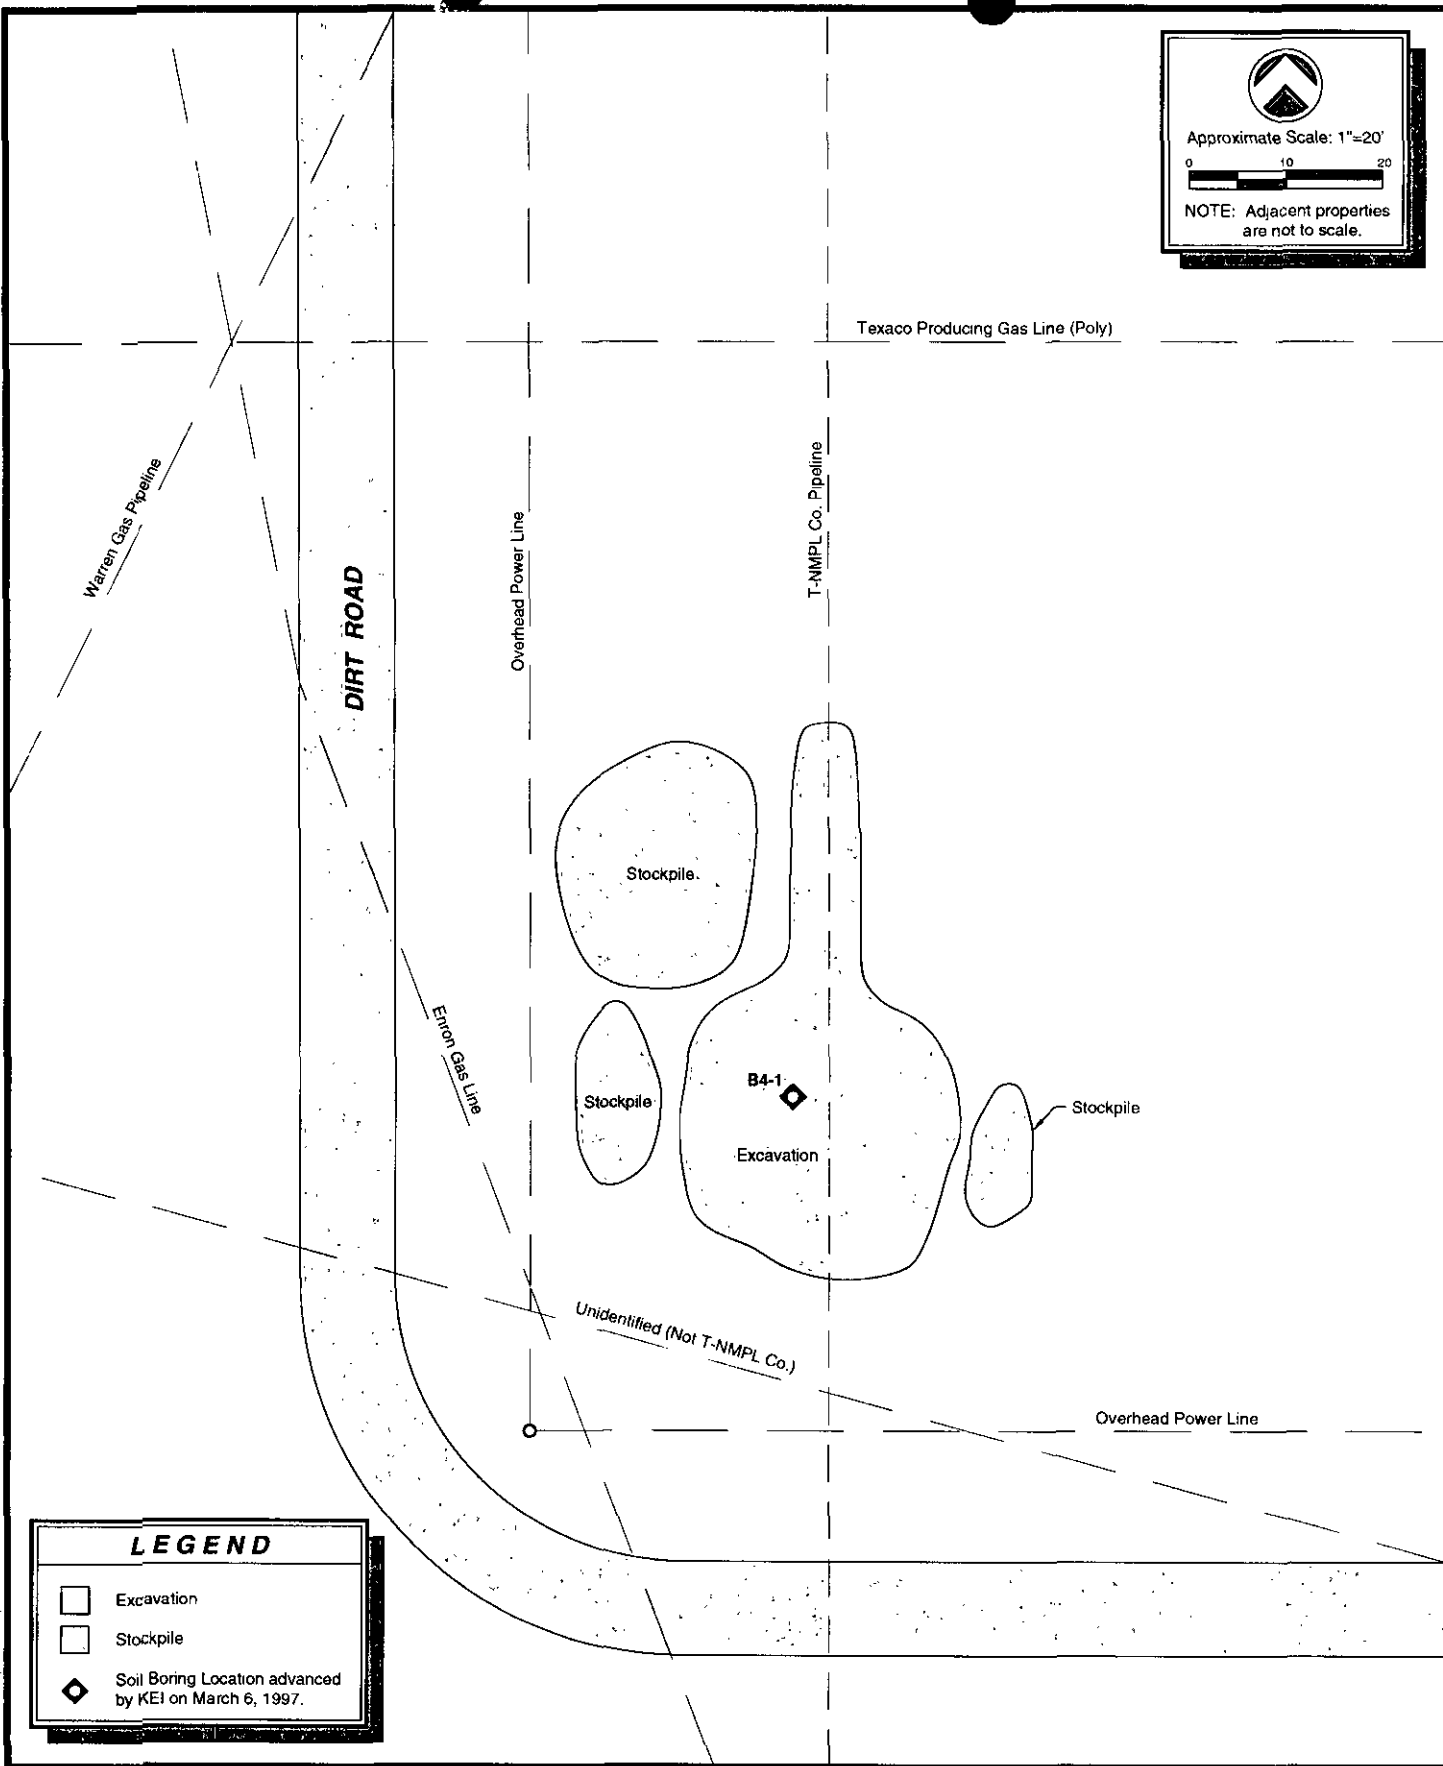 Approximate Scale: 1"=20'
0 10 20
NOTE: Adjacent properties
are not to scale.
Texaco Producing Gas Line (Poly)
Warren Gas Pipeline
DIRT ROAD
Overhead Power Line
T-NMPL Co. Pipeline
Stockpile
Enron Gas Line
Stockpile
B4-1
Excavation
Stockpile
Unidentified (Not T-NMPL Co.)
Overhead Power Line
LEGEND
Excavation
Stockpile
Soil Boring Location advanced
by KEI on March 6, 1997.